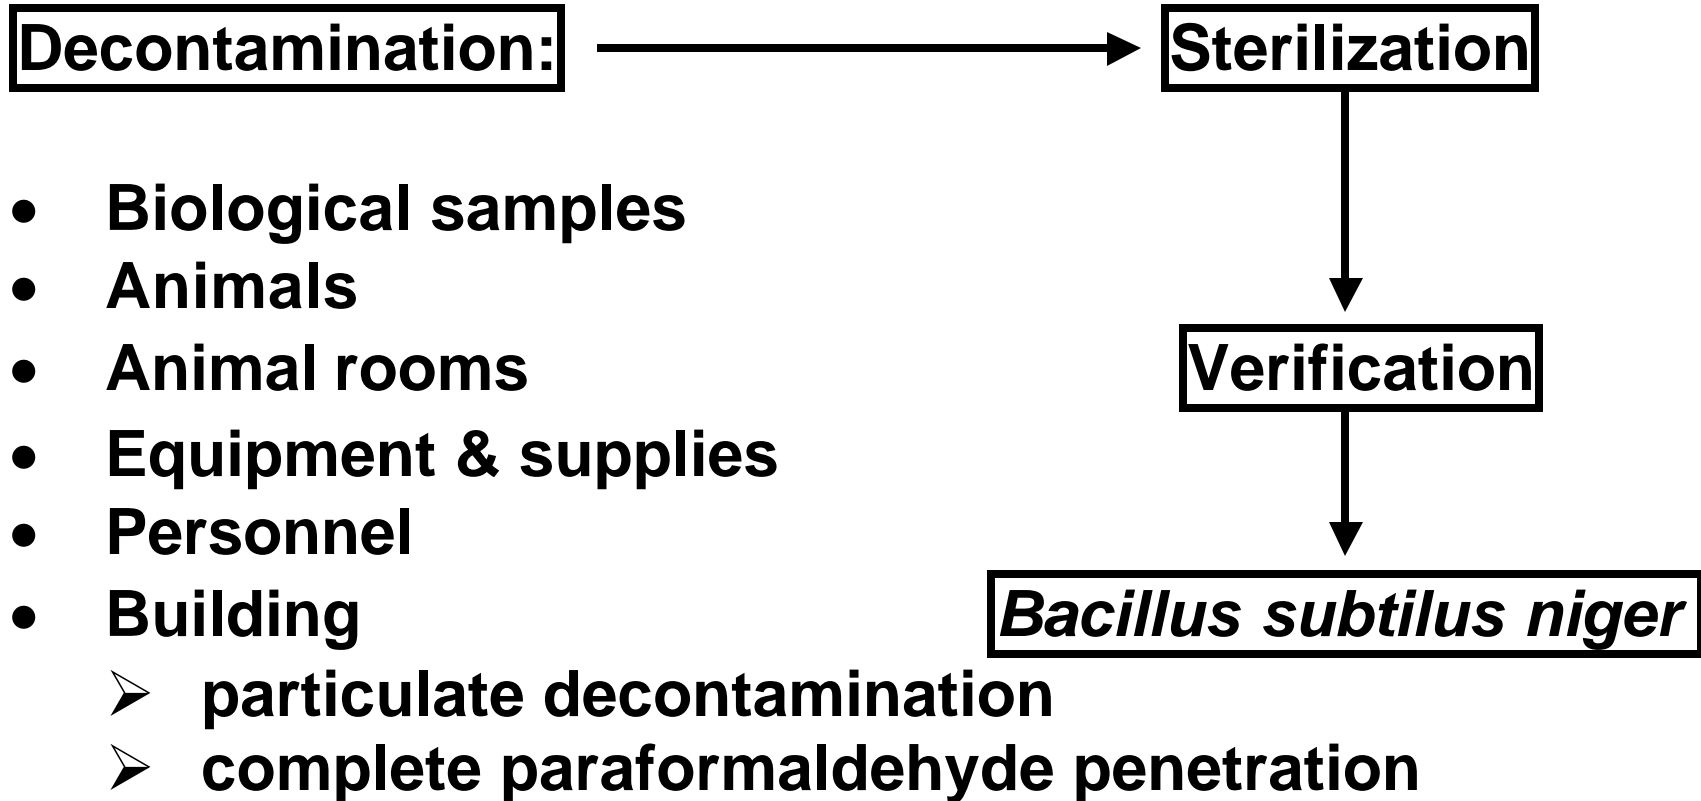 Decontamination:
Sterilization
• Biological samples
• Animals
• Animal rooms
• Equipment & supplies
• Personnel
• Building
➢ particulate decontamination
➢ complete paraformaldehyde penetration
Verification
Bacillus subtilus niger